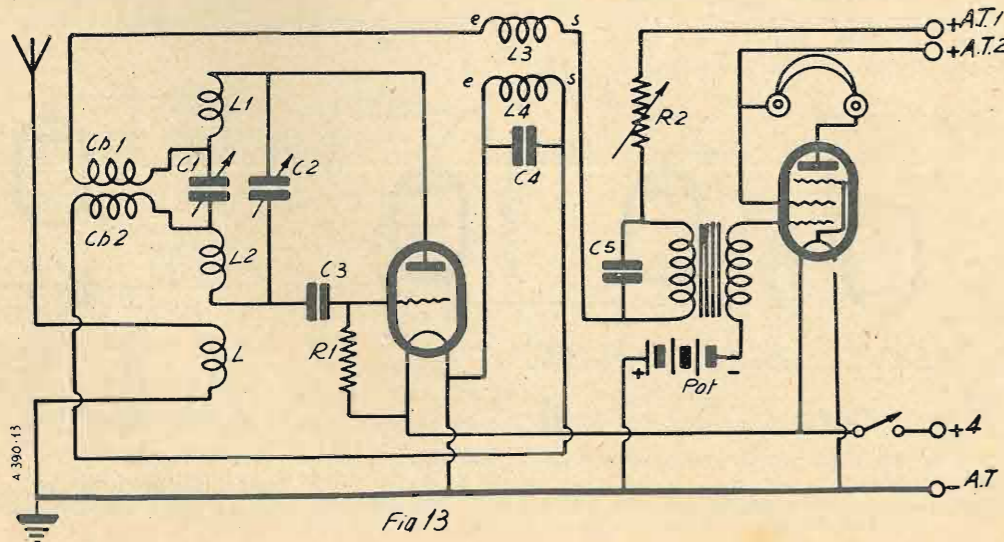 +A.T.1
+A.T.2
e L3 s
e L4 s
L1
R2
Ch1
C1
C2
C4
Ch2
L2
C5
C3
R1
L
+ Pot -
+4
- A.T
A 390-13
Fig 13